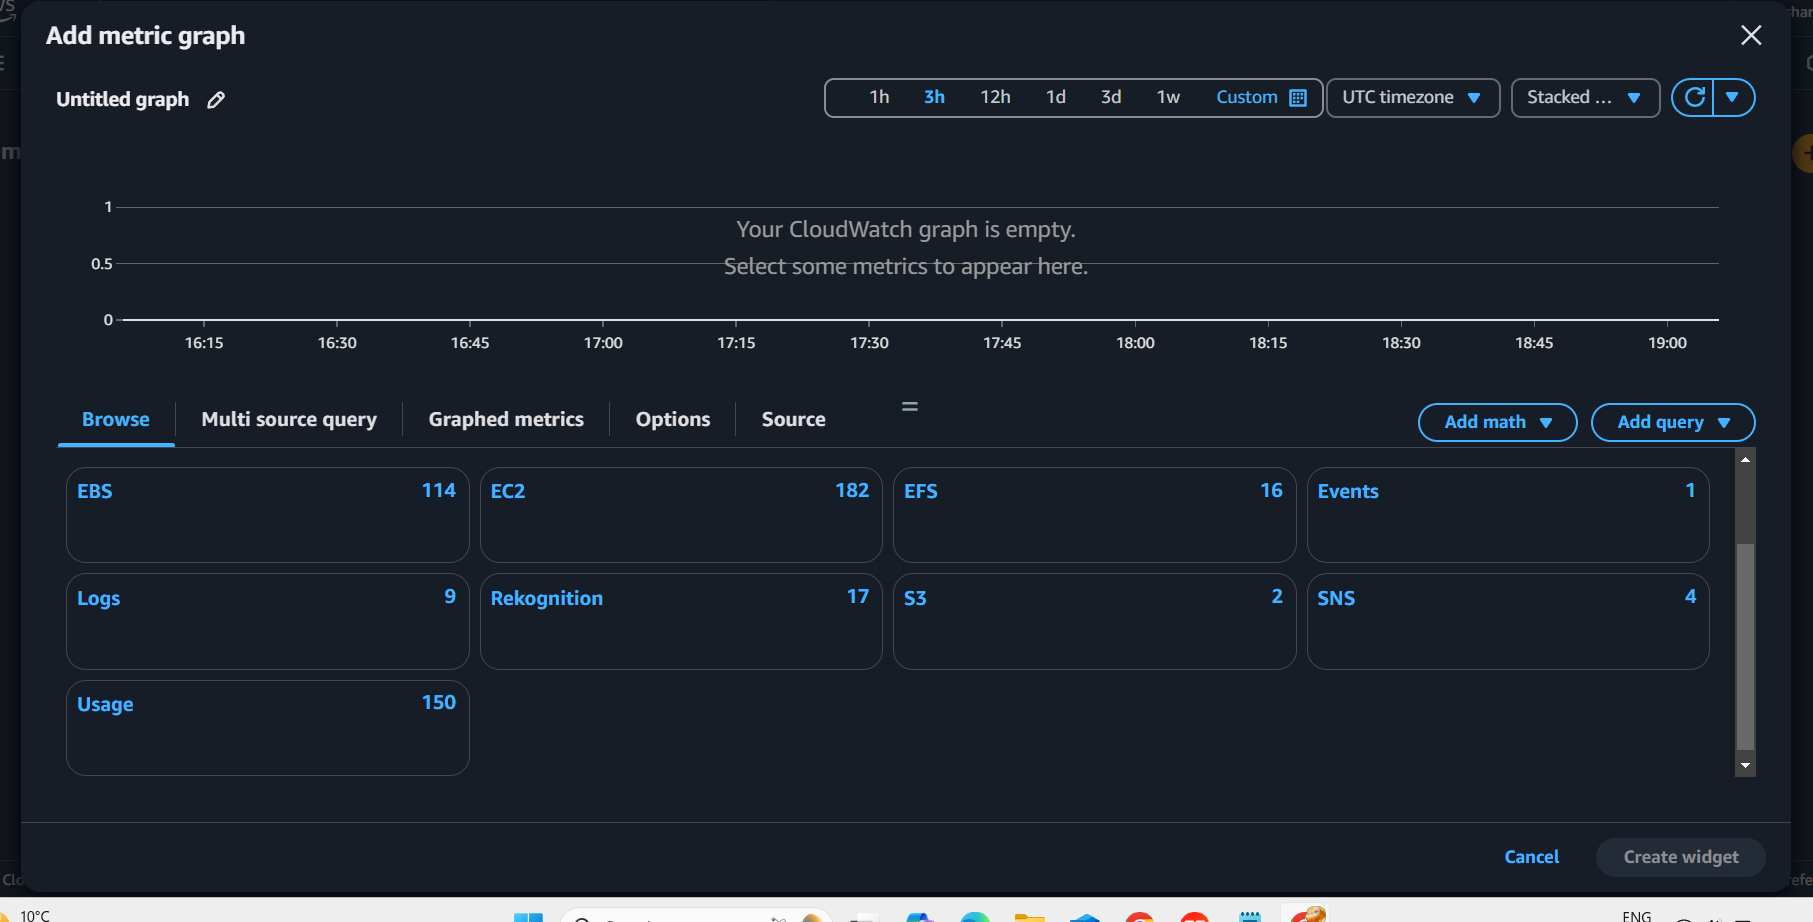 Add metric graph
Untitled graph
1h 3h 12h 1d 3d 1w Custom UTC timezone Stacked ...
1
Your CloudWatch graph is empty.
0.5
Select some metrics to appear here.
0
16:15 16:30 16:45 17:00 17:15 17:30 17:45 18:00 18:15 18:30 18:45 19:00
Browse Multi source query Graphed metrics Options Source
Add math Add query
EBS 114 EC2 182 EFS 16 Events 1
Logs 9 Rekognition 17 S3 2 SNS 4
Usage 150
Cancel Create widget
10°C
ENG